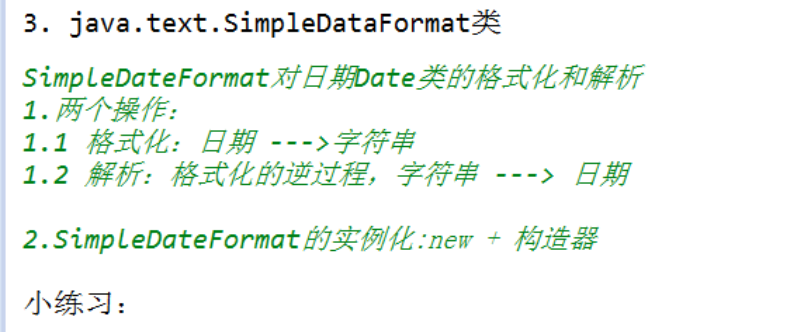 3. java.text.SimpleDataFormat类
SimpleDateFormat对日期Date类的格式化和解析
1.两个操作:
1.1 格式化: 日期 --->字符串
1.2 解析: 格式化的逆过程，字符串 ---> 日期
2.SimpleDateFormat的实例化:new + 构造器
小练习: